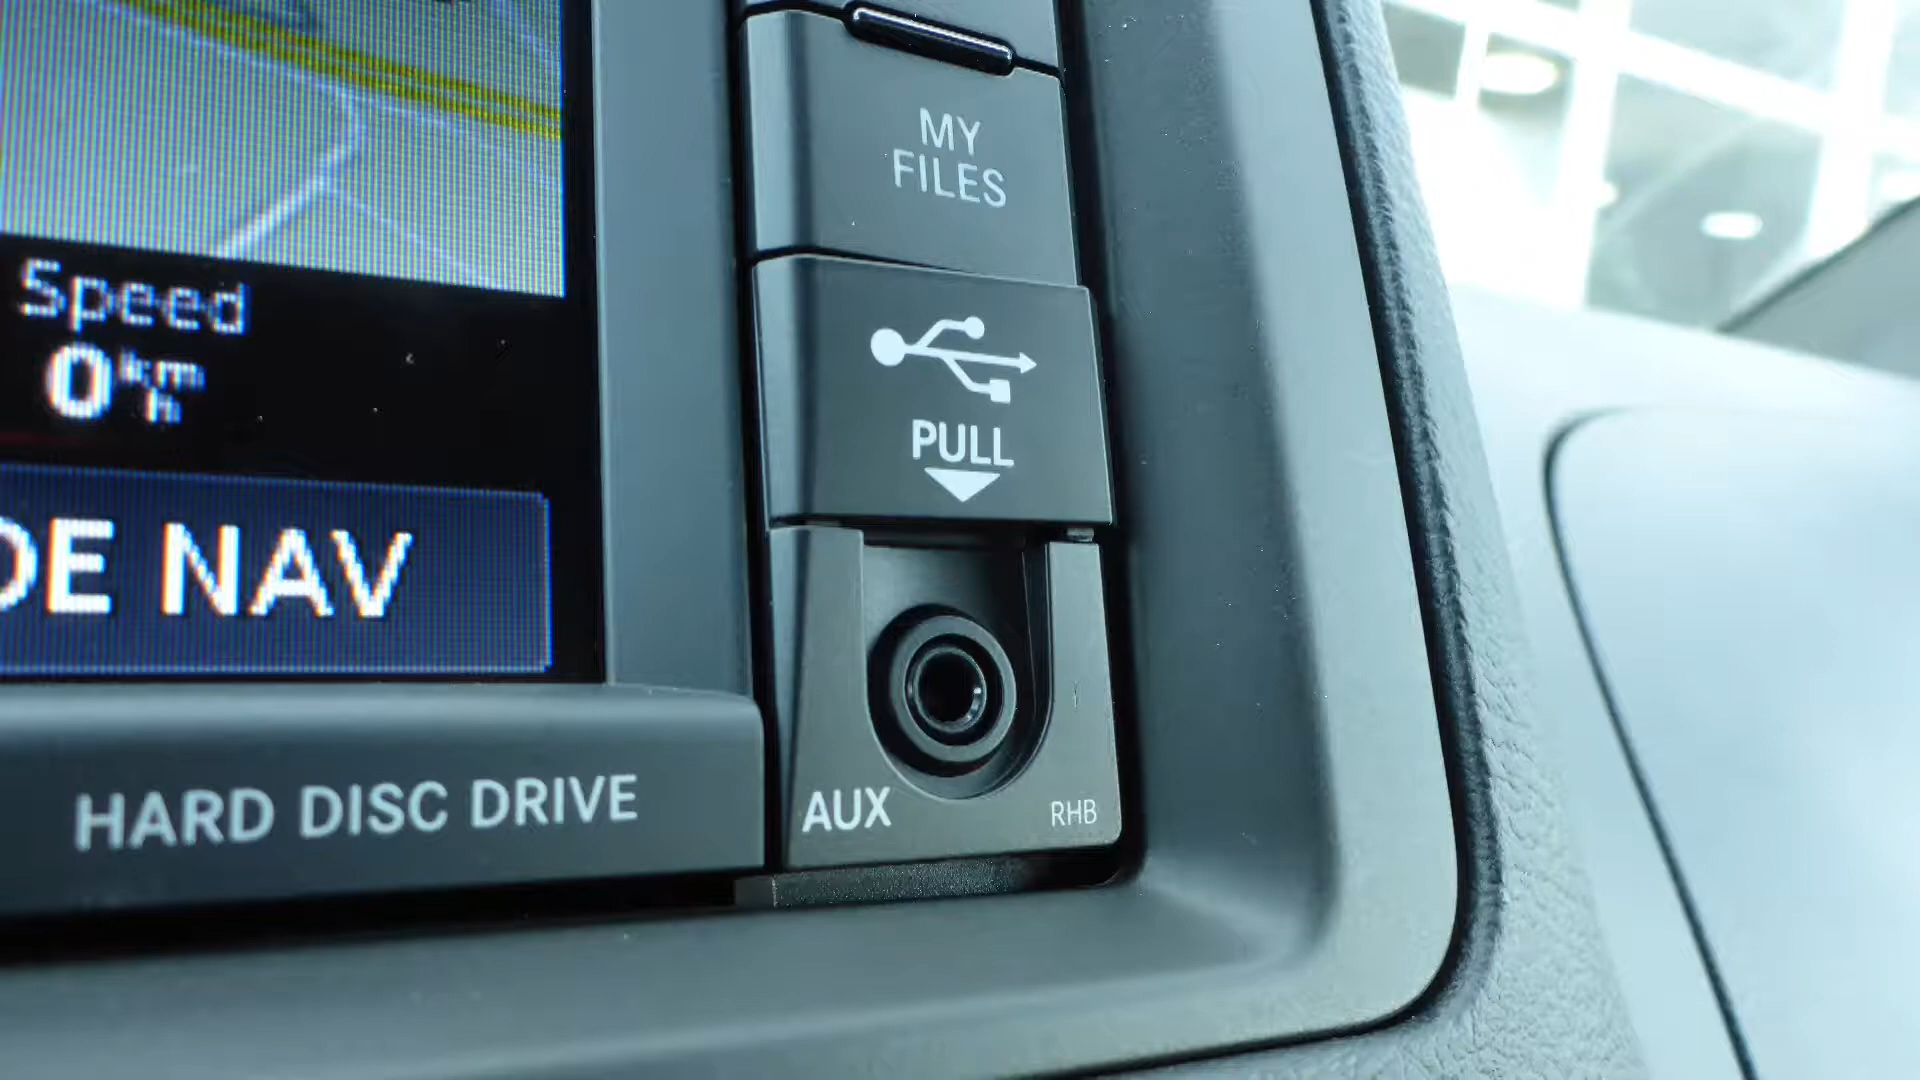 MY
FILES
Speed
0 km
h
PULL
DE NAV
HARD DISC DRIVE
AUX
RHB